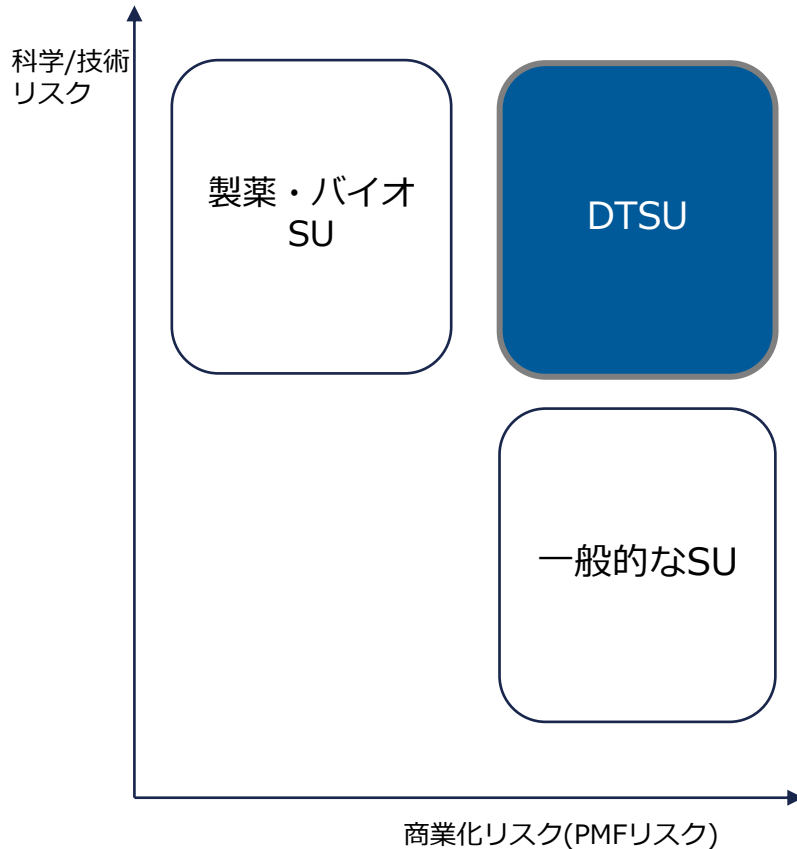 科学/技術
リスク
製薬・バイオ
SU
DTSU
一般的なSU
商業化リスク(PMFリスク)